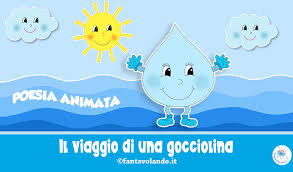 POESIA ANIMATA
Il viaggio di una gocciolina
©fantavolando.it